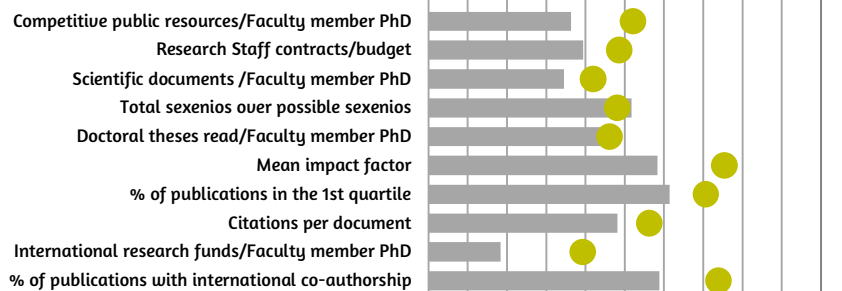 Competitive public resources/Faculty member PhD
Research Staff contracts/budget
Scientific documents /Faculty member PhD
Total sexenios over possible sexenios
Doctoral theses read/Faculty member PhD
Mean impact factor
% of publications in the 1st quartile
Citations per document
International research funds/Faculty member PhD
% of publications with international co-authorship